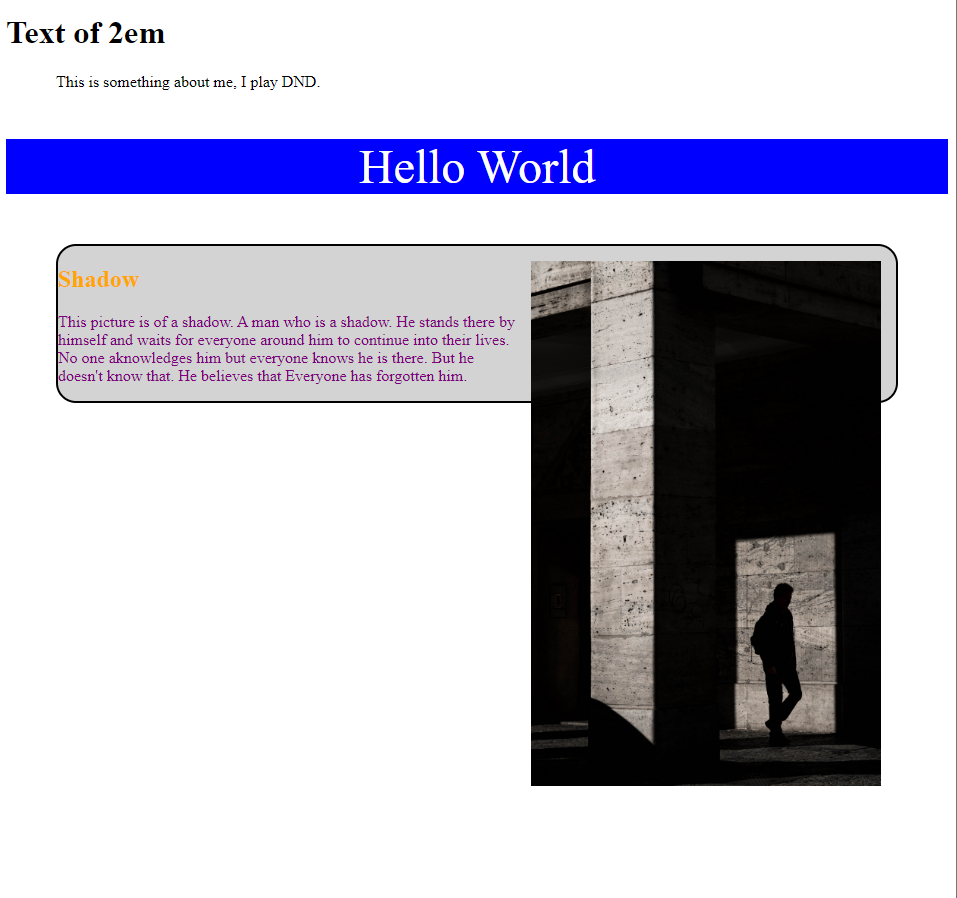 Text of 2em
This is something about me, I play DND.
Hello World
Shadow
This picture is of a shadow. A man who is a shadow. He stands there by
himself and waits for everyone around him to continue into their lives.
No one aknowledges him but everyone knows he is there. But he
doesn't know that. He believes that Everyone has forgotten him.